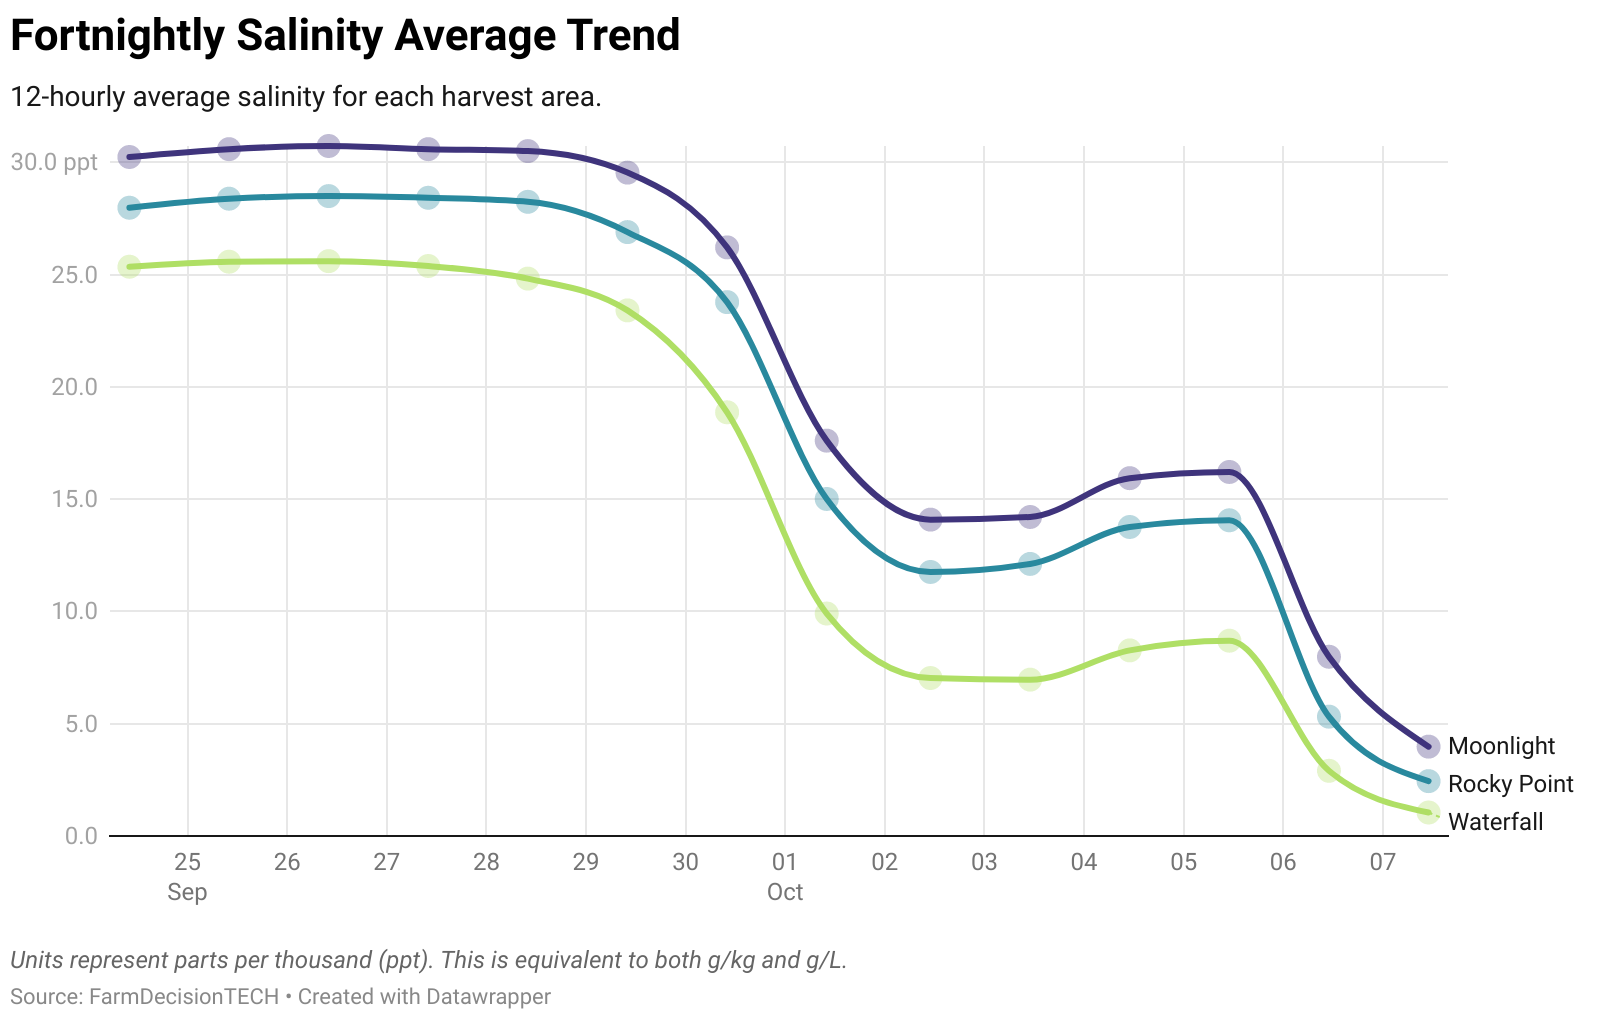 Fortnightly Salinity Average Trend
12-hourly average salinity for each harvest area.
30.0 ppt
25.0
20.0
15.0
10.0
5.0
0.0
Moonlight
Rocky Point
Waterfall
25 26 27 28 29 30 01 02 03 04 05 06 07
Sep Oct
Units represent parts per thousand (ppt). This is equivalent to both g/kg and g/L.
Source: FarmDecisionTECH • Created with Datawrapper